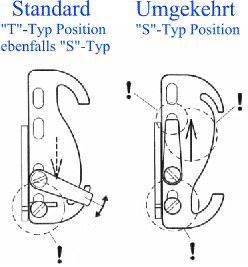 Standard
"T"-Typ Position
ebenfalls "S"-Typ
Umgekehrt
"S"-Typ Position
!
!
!
!